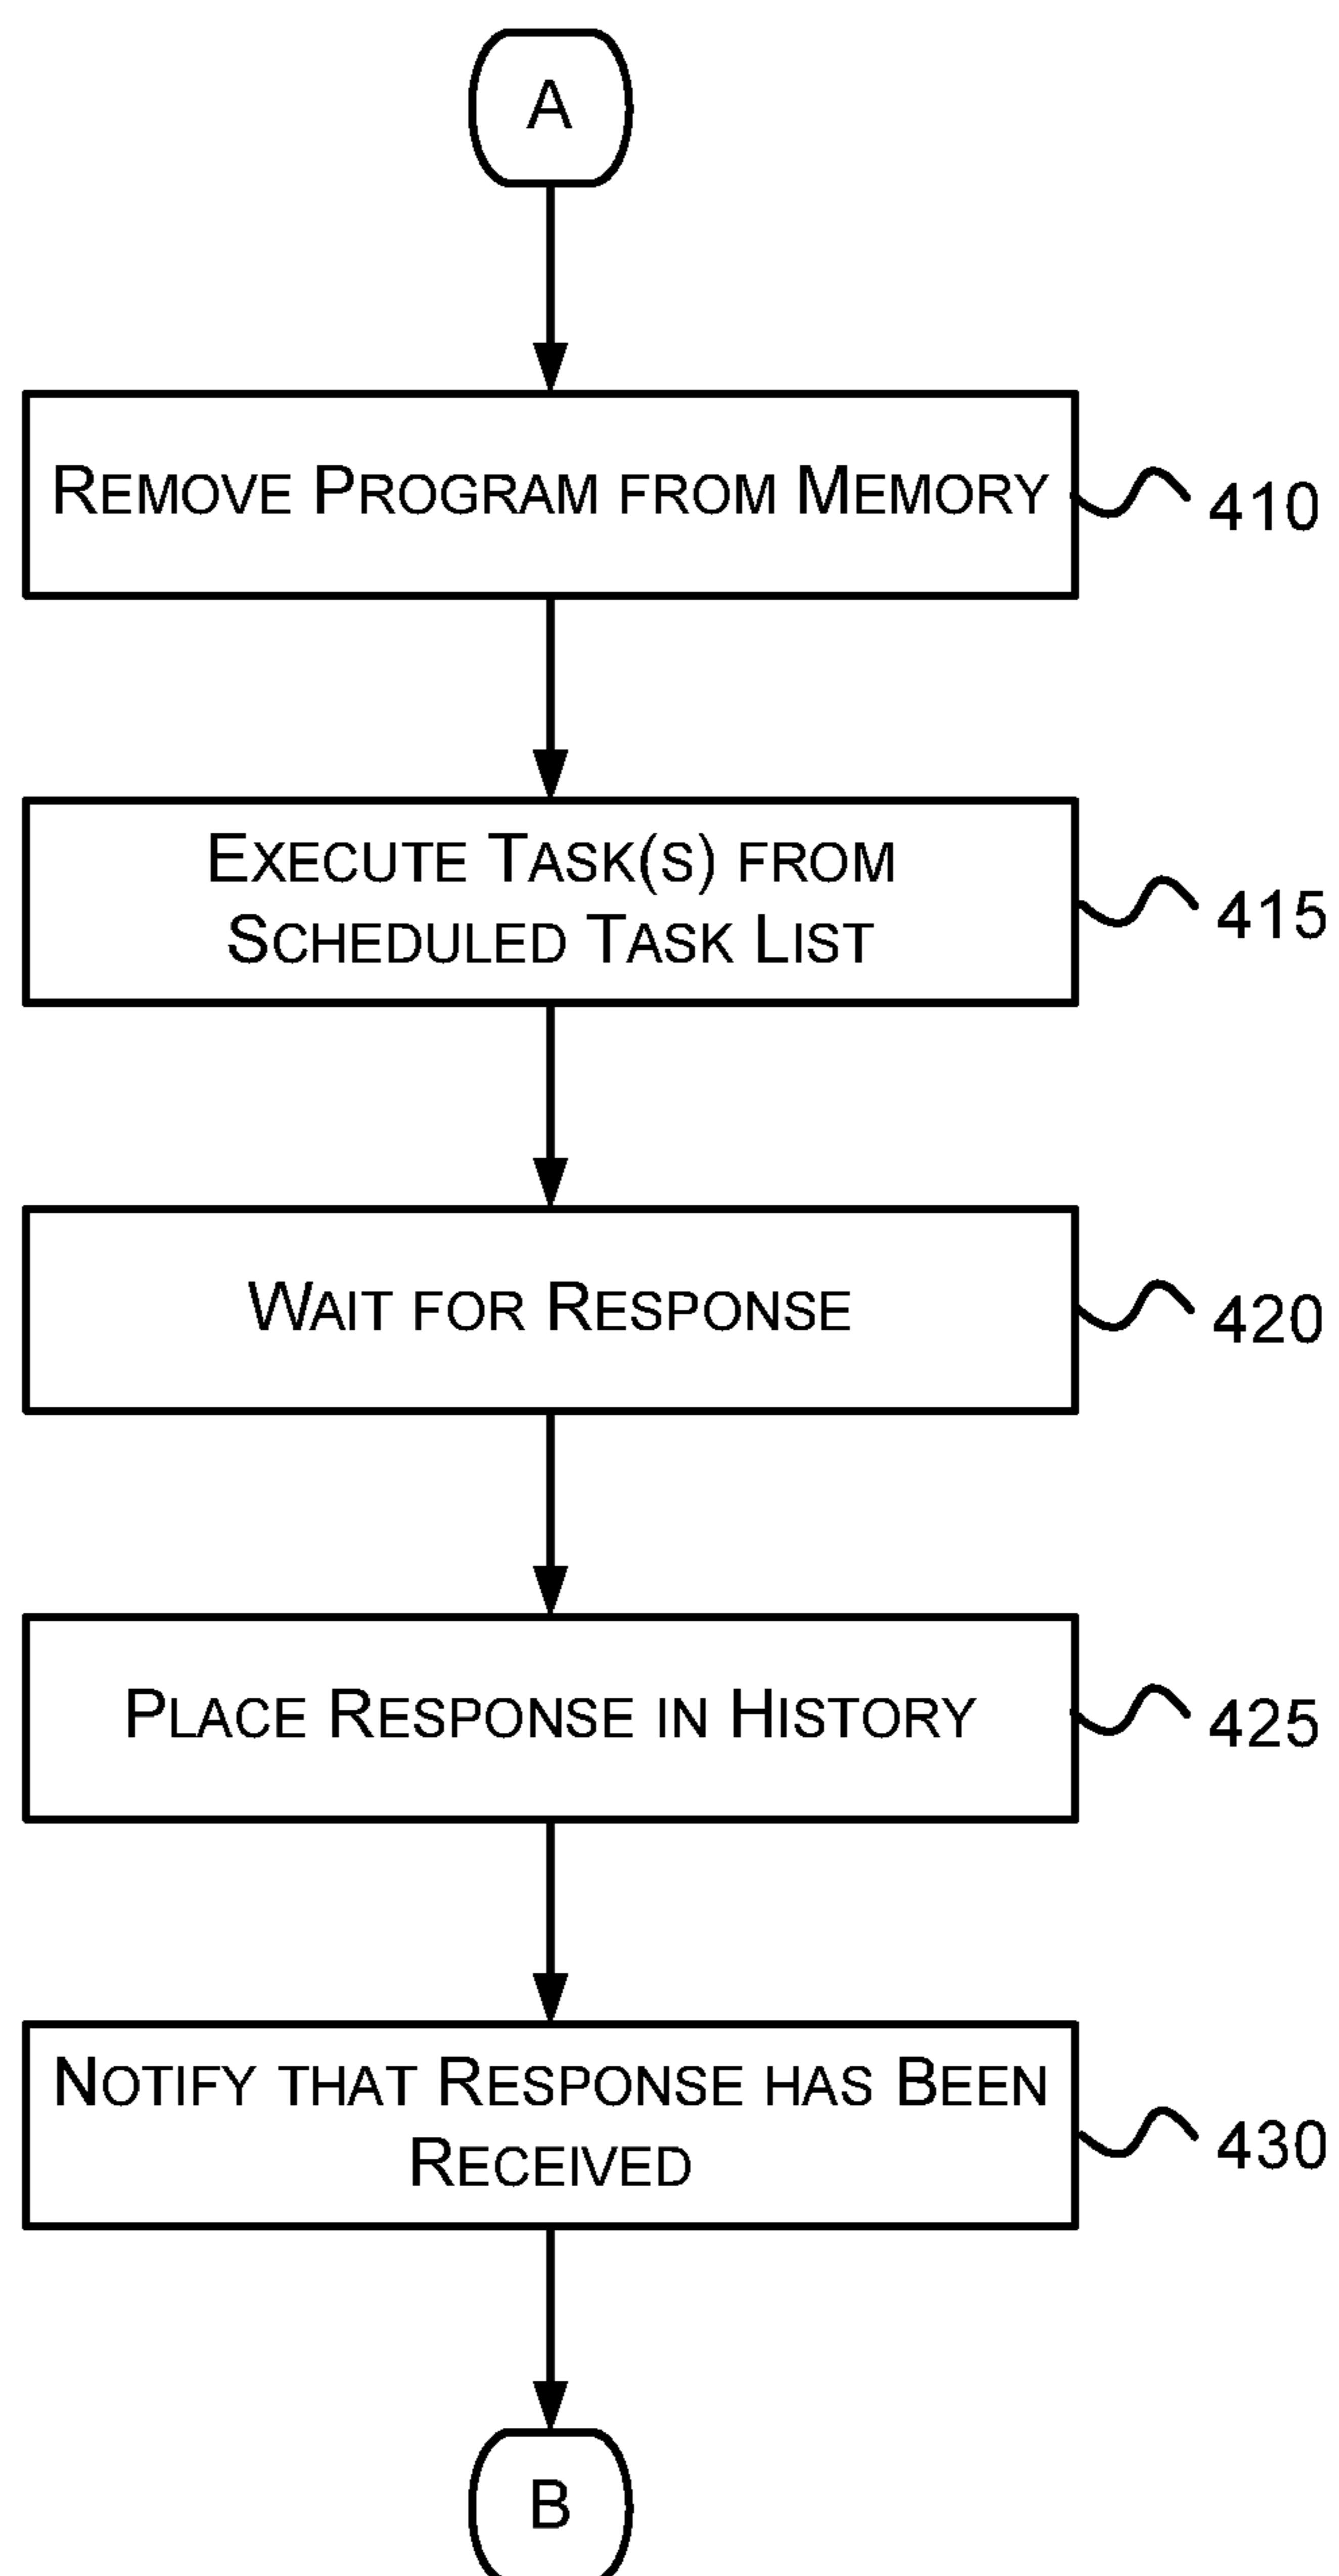 A
REMOVE PROGRAM FROM MEMORY
410
EXECUTE TASK(S) FROM
SCHEDULED TASK LIST
415
WAIT FOR RESPONSE
420
PLACE RESPONSE IN HISTORY
425
NOTIFY THAT RESPONSE HAS BEEN
RECEIVED
430
B